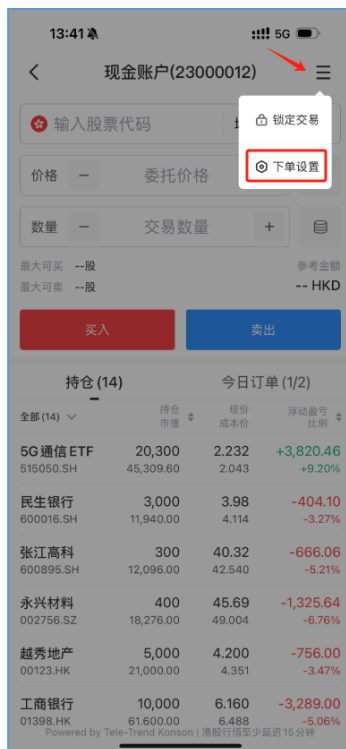 13:41 5G
现金账户(23000012)
输入股票代码
锁定交易
下单设置
价格 − 委托价格
数量 − 交易数量 +
最大可买 --股 参考金额
最大可卖 --股 -- HKD
买入 卖出
持仓 (14) 今日订单 (1/2)
全部(14) 持仓 现价 浮动盈亏
市值 成本价 比例
5G通信ETF 20,300 2.232 +3,820.46
515050.SH 45,309.60 2.043 +9.20%
民生银行 3,000 3.98 -404.10
600016.SH 11,940.00 4.114 -3.27%
张江高科 300 40.32 -666.06
600895.SH 12,096.00 42.540 -5.21%
永兴材料 400 45.69 -1,325.64
002756.SZ 18,276.00 49.004 -6.76%
越秀地产 5,000 4.200 -756.00
00123.HK 21,000.00 4.351 -3.47%
工商银行 10,000 6.160 -3,289.00
01398.HK 61,600.00 6.488 -5.06%
Powered by Tele-Trend Konson | 港股行情至少延迟15分钟